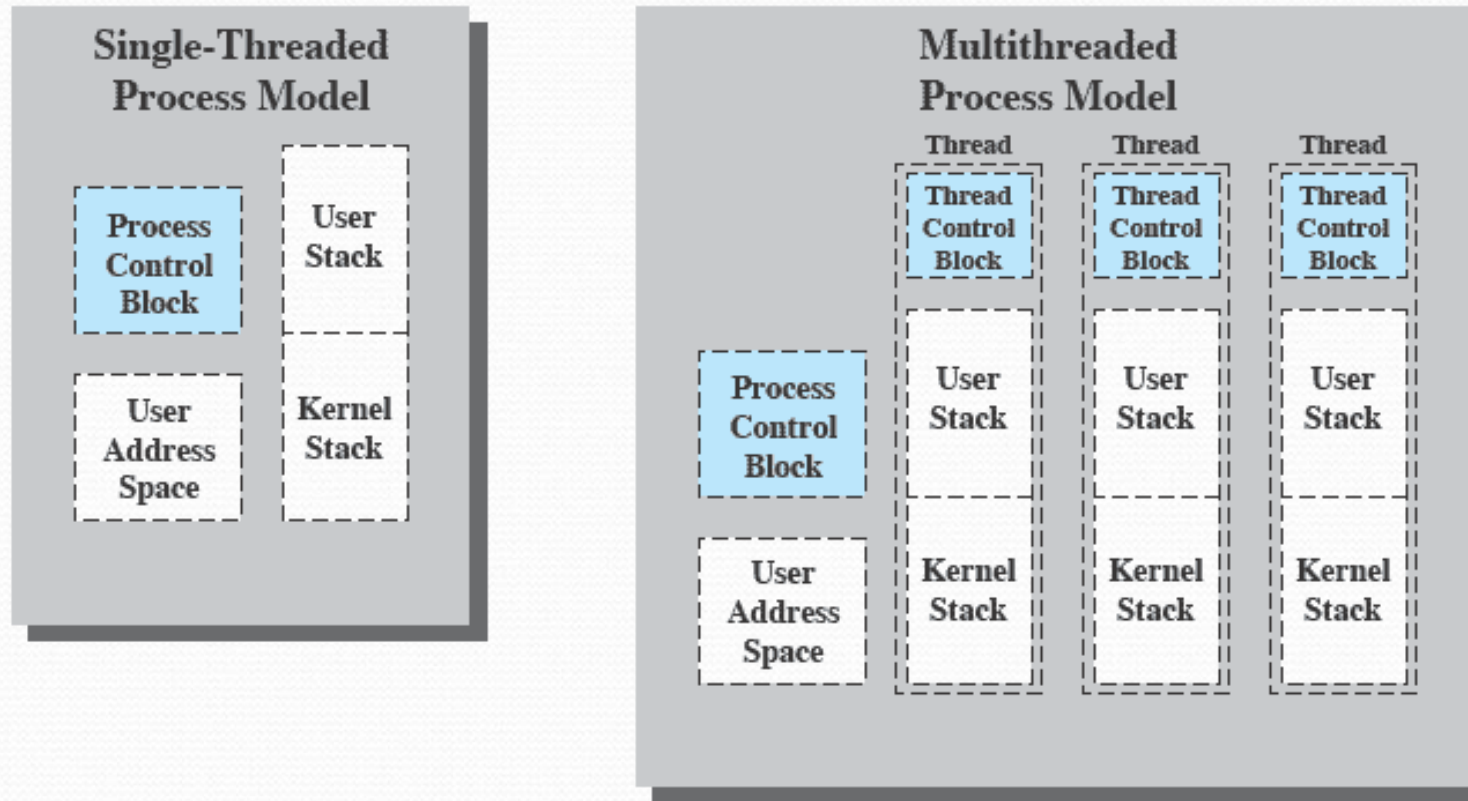 Single-Threaded
Process Model
Process
Control
Block
User
Address
Space
User
Stack
Kernel
Stack
Multithreaded
Process Model
Process
Control
Block
User
Address
Space
Thread
Thread
Control
Block
User
Stack
Kernel
Stack
Thread
Thread
Control
Block
User
Stack
Kernel
Stack
Thread
Thread
Control
Block
User
Stack
Kernel
Stack